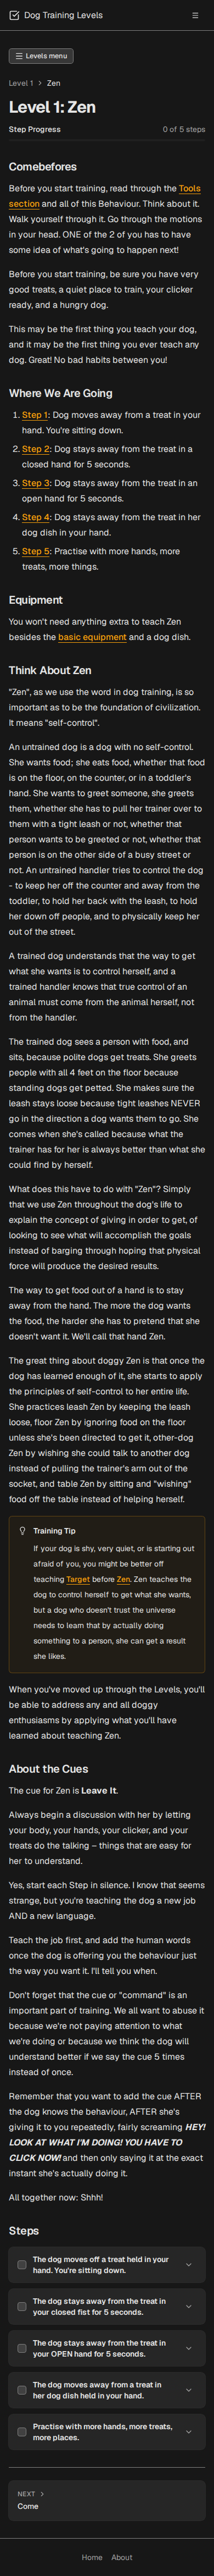 Dog Training Levels
Levels menu
Level 1 > Zen
Level 1: Zen
Step Progress 0 of 5 steps
Comebefores
Before you start training, read through the Tools
section and all of this Behaviour. Think about it.
Walk yourself through it. Go through the motions
in your head. ONE of the 2 of you has to have
some idea of what's going to happen next!
Before you start training, be sure you have very
good treats, a quiet place to train, your clicker
ready, and a hungry dog.
This may be the first thing you teach your dog,
and it may be the first thing you ever teach any
dog. Great! No bad habits between you!
Where We Are Going
1. Step 1: Dog moves away from a treat in your
hand. You're sitting down.
2. Step 2: Dog stays away from the treat in a
closed hand for 5 seconds.
3. Step 3: Dog stays away from the treat in an
open hand for 5 seconds.
4. Step 4: Dog stays away from the treat in her
dog dish in your hand.
5. Step 5: Practise with more hands, more
treats, more things.
Equipment
You won't need anything extra to teach Zen
besides the basic equipment and a dog dish.
Think About Zen
"Zen", as we use the word in dog training, is so
important as to be the foundation of civilization.
It means "self-control".
An untrained dog is a dog with no self-control.
She wants food; she eats food, whether that food
is on the floor, on the counter, or in a toddler's
hand. She wants to greet someone, she greets
them, whether she has to pull her trainer over to
them with a tight leash or not, whether that
person wants to be greeted or not, whether that
person is on the other side of a busy street or
not. An untrained handler tries to control the dog
- to keep her off the counter and away from the
toddler, to hold her back with the leash, to hold
her down off people, and to physically keep her
out of the street.
A trained dog understands that the way to get
what she wants is to control herself, and a
trained handler knows that true control of an
animal must come from the animal herself, not
from the handler.
The trained dog sees a person with food, and
sits, because polite dogs get treats. She greets
people with all 4 feet on the floor because
standing dogs get petted. She makes sure the
leash stays loose because tight leashes NEVER
go in the direction a dog wants them to go. She
comes when she's called because what the
trainer has for her is always better than what she
could find by herself.
What does this have to do with "Zen"? Simply
that we use Zen throughout the dog's life to
explain the concept of giving in order to get, of
looking to see what will accomplish the goals
instead of barging through hoping that physical
force will produce the desired results.
The way to get food out of a hand is to stay
away from the hand. The more the dog wants
the food, the harder she has to pretend that she
doesn't want it. We'll call that hand Zen.
The great thing about doggy Zen is that once the
dog has learned enough of it, she starts to apply
the principles of self-control to her entire life.
She practices leash Zen by keeping the leash
loose, floor Zen by ignoring food on the floor
unless she's been directed to get it, other-dog
Zen by wishing she could talk to another dog
instead of pulling the trainer's arm out of the
socket, and table Zen by sitting and "wishing"
food off the table instead of helping herself.
Training Tip
If your dog is shy, very quiet, or is starting out
afraid of you, you might be better off
teaching Target before Zen. Zen teaches the
dog to control herself to get what she wants,
but a dog who doesn't trust the universe
needs to learn that by actually doing
something to a person, she can get a result
she likes.
When you've moved up through the Levels, you'll
be able to address any and all doggy
enthusiasms by applying what you'll have
learned about teaching Zen.
About the Cues
The cue for Zen is Leave It.
Always begin a discussion with her by letting
your body, your hands, your clicker, and your
treats do the talking – things that are easy for
her to understand.
Yes, start each Step in silence. I know that seems
strange, but you're teaching the dog a new job
AND a new language.
Teach the job first, and add the human words
once the dog is offering you the behaviour just
the way you want it. I'll tell you when.
Don't forget that the cue or "command" is an
important part of training. We all want to abuse it
because we're not paying attention to what
we're doing or because we think the dog will
understand better if we say the cue 5 times
instead of once.
Remember that you want to add the cue AFTER
the dog knows the behaviour, AFTER she's
giving it to you repeatedly, fairly screaming HEY!
LOOK AT WHAT I'M DOING! YOU HAVE TO
CLICK NOW! and then only saying it at the exact
instant she's actually doing it.
All together now: Shhh!
Steps
The dog moves off a treat held in your
hand. You're sitting down.
The dog stays away from the treat in
your closed fist for 5 seconds.
The dog stays away from the treat in
your OPEN hand for 5 seconds.
The dog moves away from a treat in
her dog dish held in your hand.
Practise with more hands, more treats,
more places.
NEXT >
Come
Home About